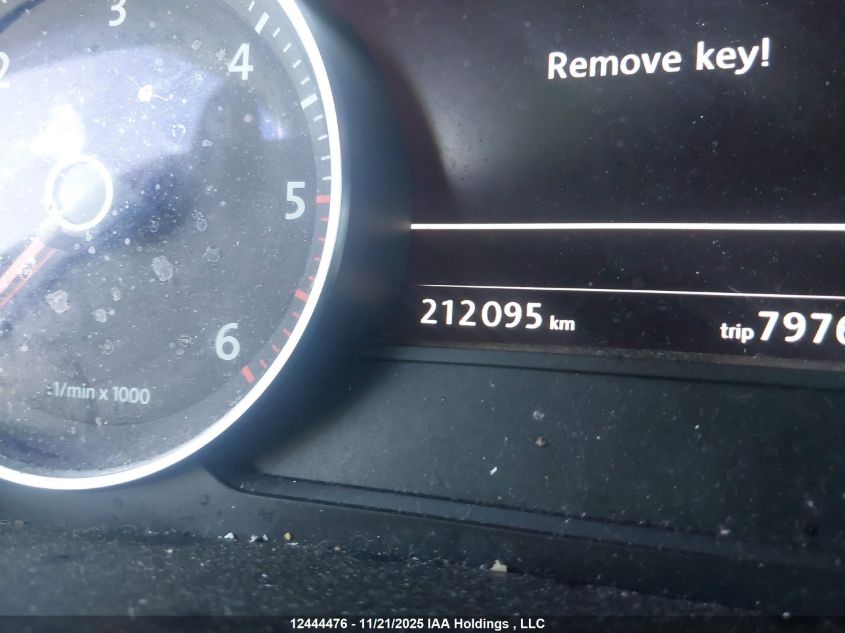 2
3
4
5
6
1/min x 1000
Remove key!
212095 km
trip 7976
12444476 - 11/21/2025 IAA Holdings , LLC